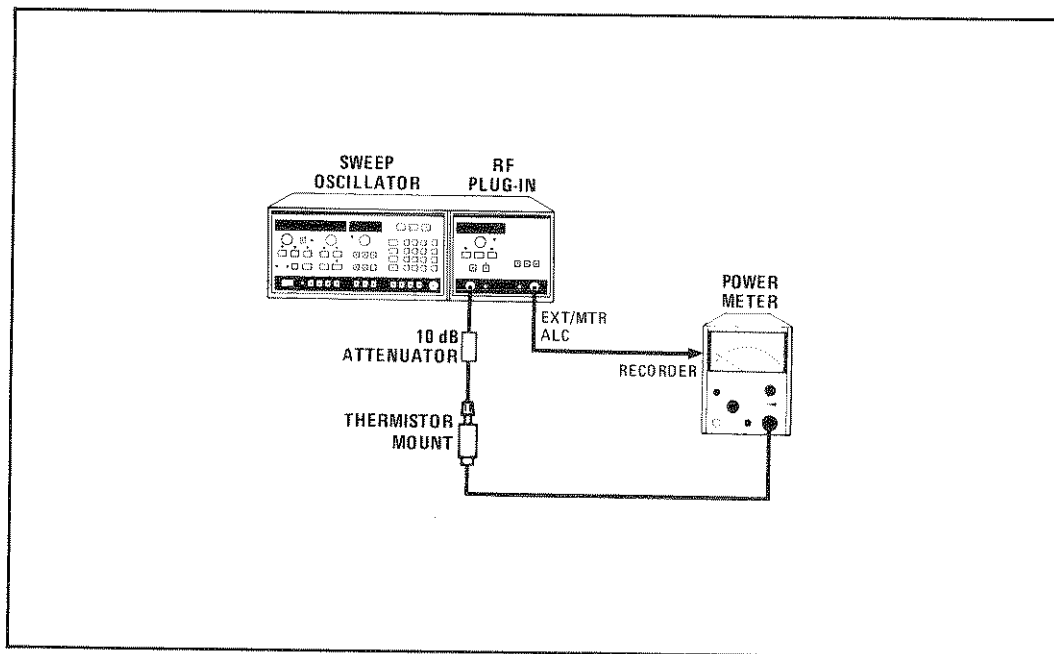 SWEEP
OSCILLATOR
RF
PLUG-IN
POWER
METER
EXT/MTR
ALC
10 dB
ATTENUATOR
RECORDER
THERMISTOR
MOUNT